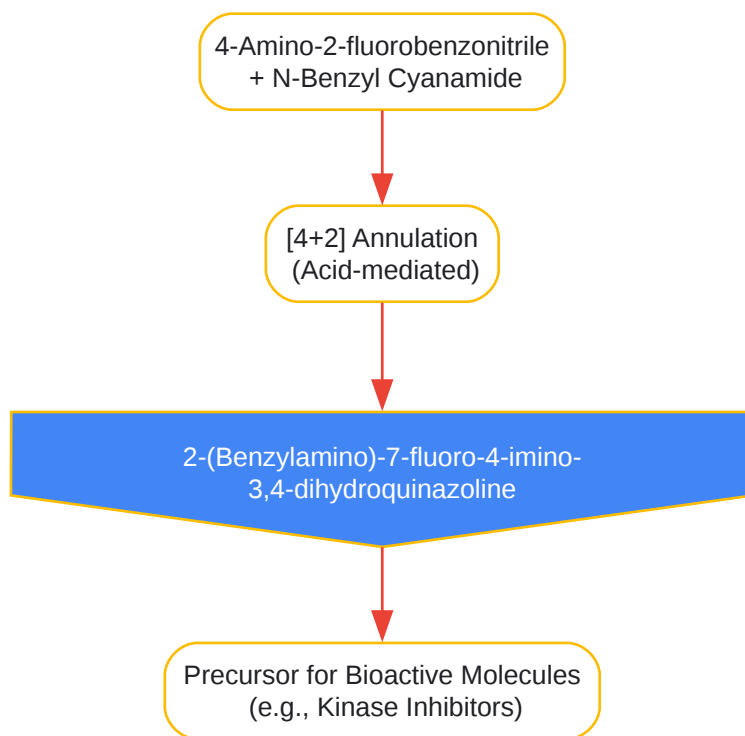 4-Amino-2-fluorobenzonitrile
+ N-Benzyl Cyanamide
[4+2] Annulation
(Acid-mediated)
2-(Benzylamino)-7-fluoro-4-imino-
3,4-dihydroquinazoline
Precursor for Bioactive Molecules
(e.g., Kinase Inhibitors)